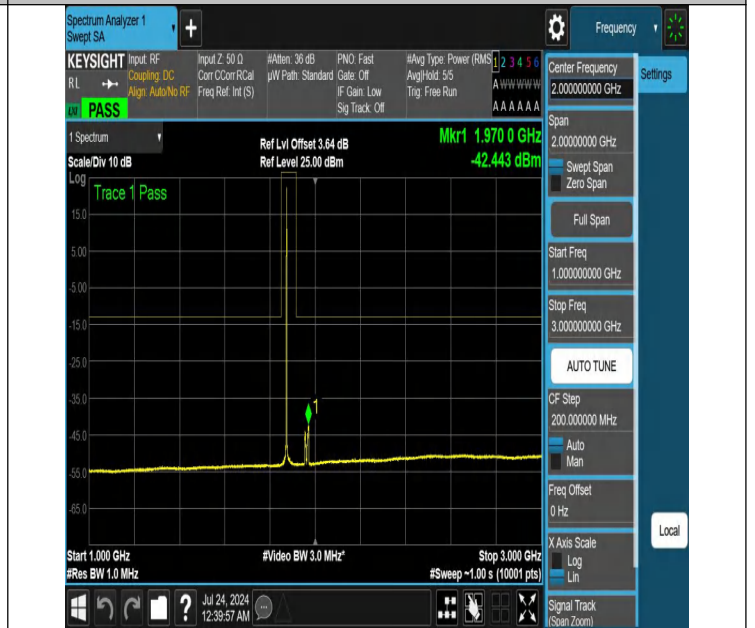 Spectrum Analyzer 1
Swept SA
+
Frequency
KEYSIGHT
RL
PASS
Input: RF
Coupling: DC
Align: Auto/No RF
Input Z: 50 Ω
Corr CCorr RCal
Freq Ref: Int (S)
#Atten: 36 dB
µW Path: Standard
PNO: Fast
Gate: Off
IF Gain: Low
Sig Track: Off
#Avg Type: Power (RMS
Avg|Hold: 5/5
Trig: Free Run
1 2 3 4 5 6
A W W W W W
A A A A A A
1 Spectrum
Scale/Div 10 dB
Ref Lvl Offset 3.64 dB
Ref Level 25.00 dBm
Mkr1 1.970 0 GHz
-42.443 dBm
Log
Trace 1 Pass
15.0
5.00
-5.00
-15.0
-25.0
-35.0
-45.0
-55.0
-65.0
1
Start 1.000 GHz
#Res BW 1.0 MHz
#Video BW 3.0 MHz*
Stop 3.000 GHz
#Sweep ~1.00 s (10001 pts)
?
Jul 24, 2024
12:39:57 AM
Center Frequency
2.000000000 GHz
Settings
Span
2.00000000 GHz
Swept Span
Zero Span
Full Span
Start Freq
1.000000000 GHz
Stop Freq
3.000000000 GHz
AUTO TUNE
CF Step
200.000000 MHz
Auto
Man
Freq Offset
0 Hz
X Axis Scale
Log
Lin
Local
Signal Track
(Span Zoom)